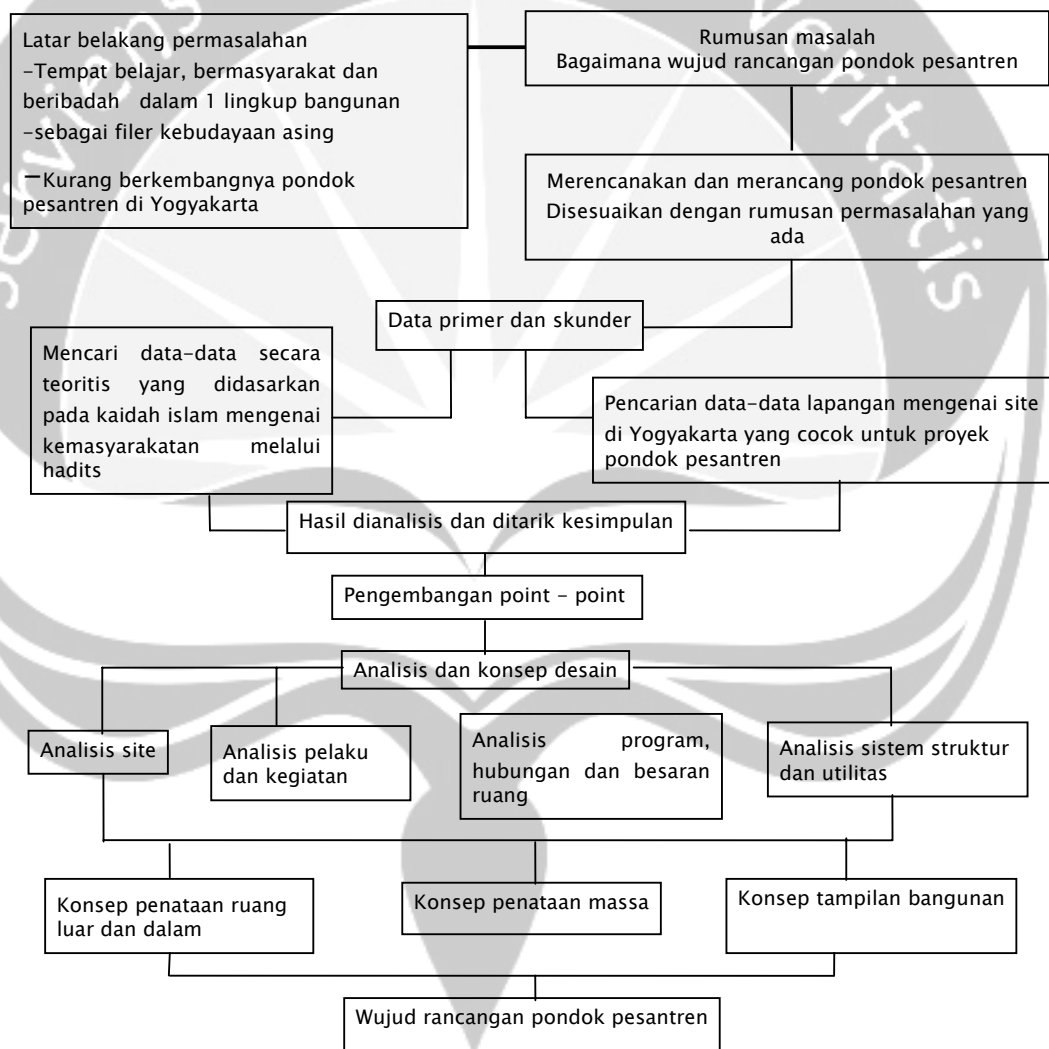 Latar belakang permasalahan
-Tempat belajar, bermasyarakat dan
beribadah dalam 1 lingkup bangunan
-sebagai filer kebudayaan asing
-Kurang berkembangnya pondok
pesantren di Yogyakarta
Rumusan masalah
Bagaimana wujud rancangan pondok pesantren
Merencanakan dan merancang pondok pesantren
Disesuaikan dengan rumusan permasalahan yang
ada
Data primer dan skunder
Mencari data-data secara
teoritis yang didasarkan
pada kaidah islam mengenai
kemasyarakatan melalui
hadits
Pencarian data-data lapangan mengenai site
di Yogyakarta yang cocok untuk proyek
pondok pesantren
Hasil dianalisis dan ditarik kesimpulan
Pengembangan point - point
Analisis dan konsep desain
Analisis site
Analisis pelaku
dan kegiatan
Analisis program,
hubungan dan besaran
ruang
Analisis sistem struktur
dan utilitas
Konsep penataan ruang
luar dan dalam
Konsep penataan massa
Konsep tampilan bangunan
Wujud rancangan pondok pesantren
serviens
veritatis